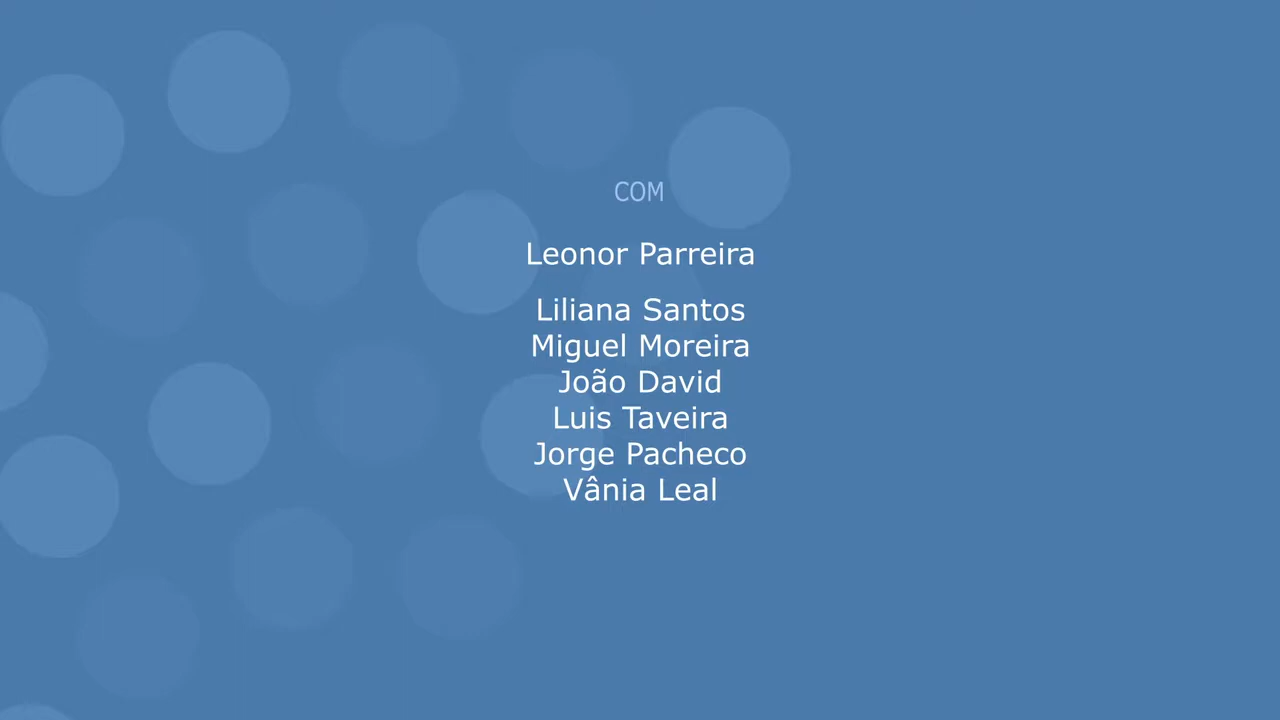 COM
Leonor Parreira
Liliana Santos
Miguel Moreira
João David
Luis Taveira
Jorge Pacheco
Vânia Leal